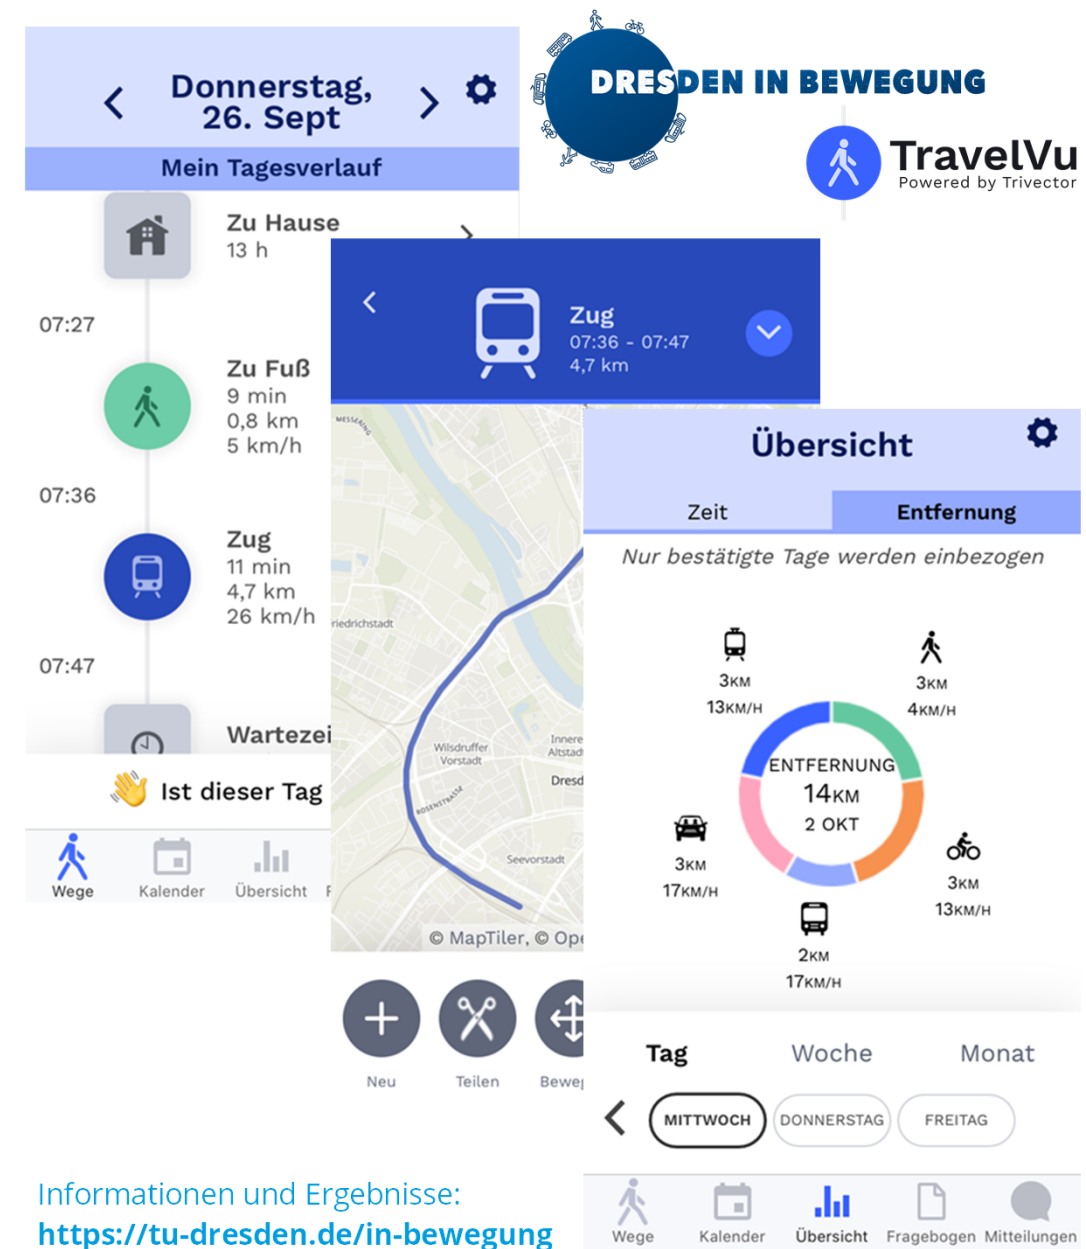 Donnerstag,
26. Sept
Mein Tagesverlauf
Zu Hause
13 h
07:27
Zu Fuß
9 min
0,8 km
5 km/h
07:36
Zug
11 min
4,7 km
26 km/h
07:47
Ist dieser Tag
Wege
Kalender
Übersicht
DRESDEN IN BEWEGUNG
TravelVu
Powered by Trivector
Zug
07:36 - 07:47
4,7 km
Wilsdruffer
Vorstadt
Innere
ROSENSTRASSE
Seevorstadt
© MapTiler, ©
Neu
Teilen
Übersicht
Zeit
Entfernung
Nur bestätigte Tage werden einbezogen
3KM
13KM/H
3KM
4KM/H
ENTFERNUNG
14KM
2 OKT
3KM
17KM/H
3KM
13KM/H
2KM
17KM/H
Tag
Woche
Monat
MITTWOCH
DONNERSTAG
FREITAG
Wege
Kalender
Übersicht
Fragebogen
Mitteilungen
Informationen und Ergebnisse:
https://tu-dresden.de/in-bewegung